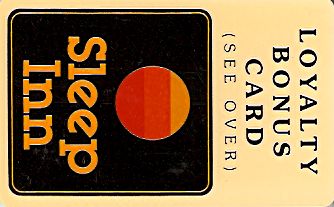 LOYALTY
BONUS
CARD
(SEE OVER)
Sleep
Inn